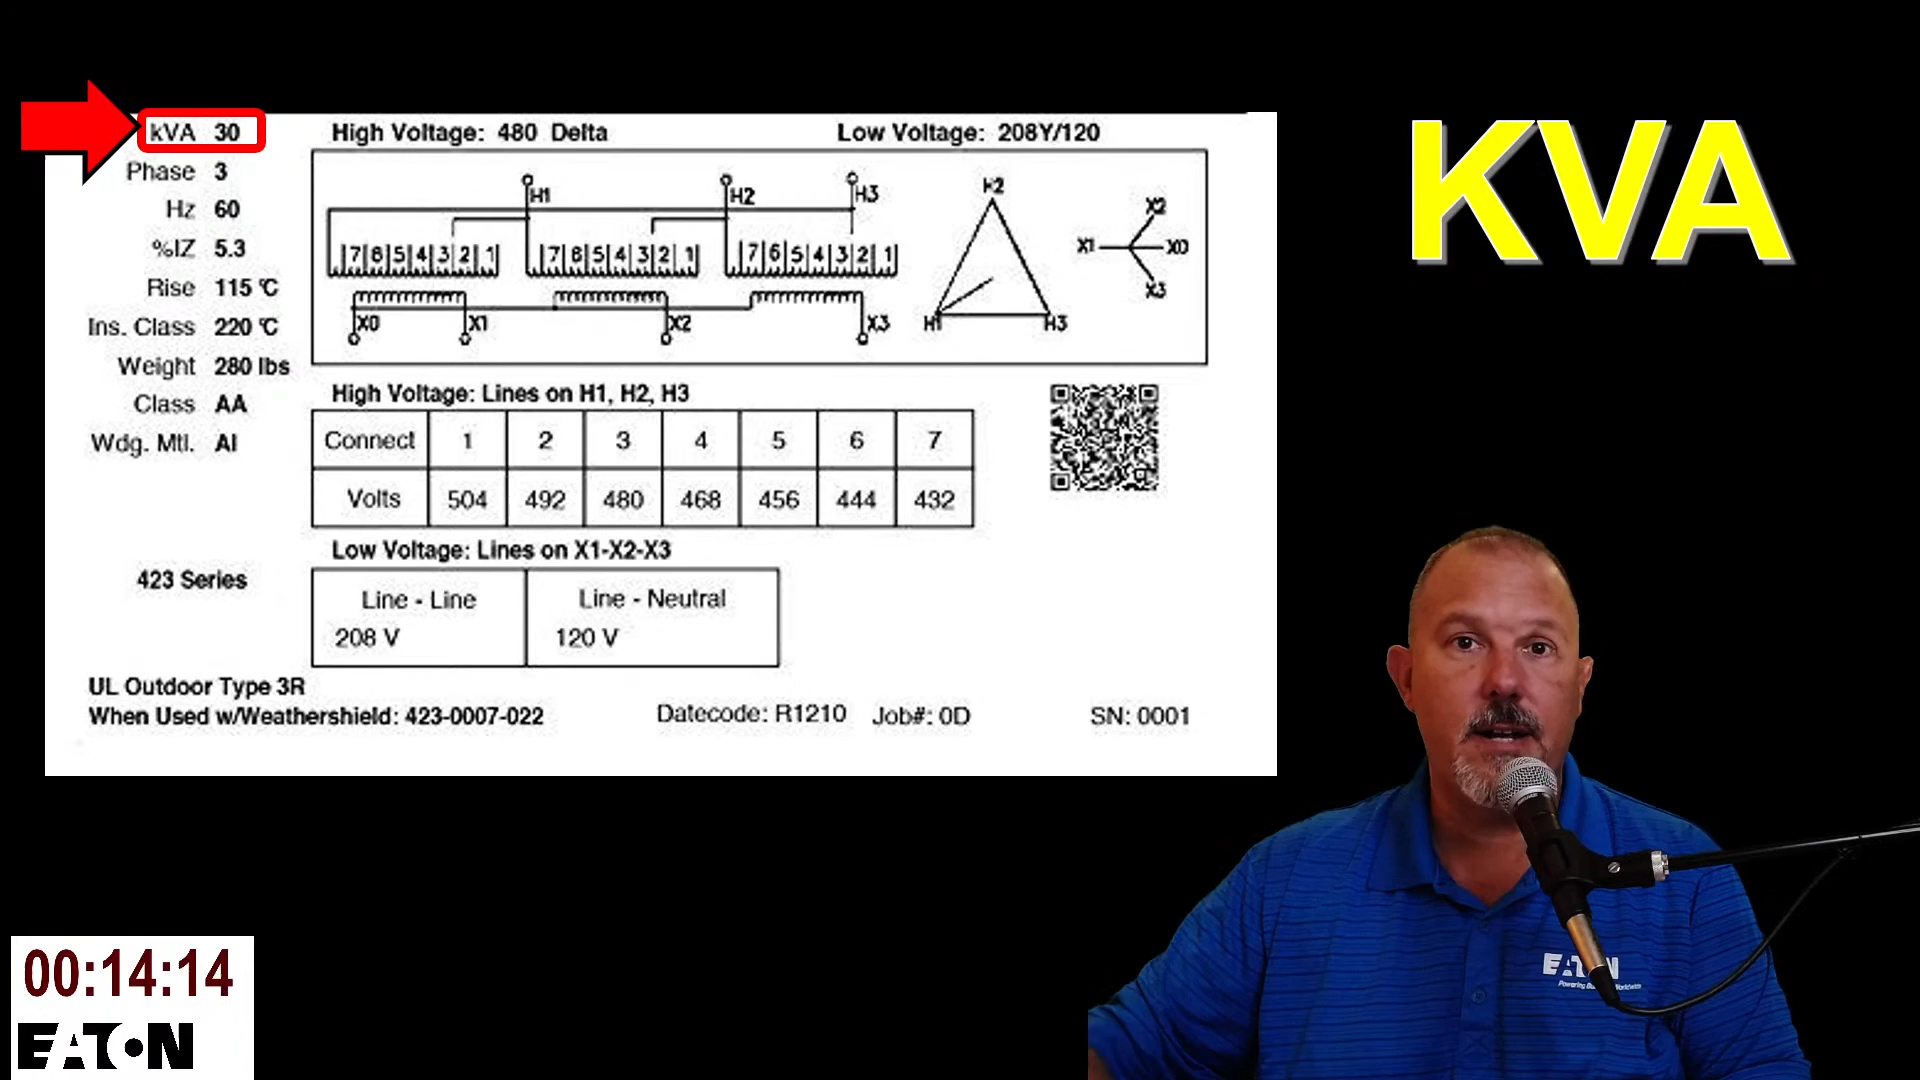 KVA
kVA 30
High Voltage: 480 Delta
Low Voltage: 208Y/120
Phase 3
Hz 60
%IZ 5.3
Rise 115 °C
Ins. Class 220 °C
Weight 280 lbs
Class AA
Wdg. Mtl. Al
H1 H2 H3
7 6 5 4 3 2 1 7 6 5 4 3 2 1 7 6 5 4 3 2 1
X0 X1 X2 X3
H2
H1 H3
X2
X1 X0
X3
High Voltage: Lines on H1, H2, H3
Connect 1 2 3 4 5 6 7
Volts 504 492 480 468 456 444 432
Low Voltage: Lines on X1-X2-X3
423 Series
Line - Line Line - Neutral
208 V 120 V
UL Outdoor Type 3R
When Used w/Weathershield: 423-0007-022
Datecode: R1210 Job#: 0D SN: 0001
00:14:14
EATON
EATON
Powering